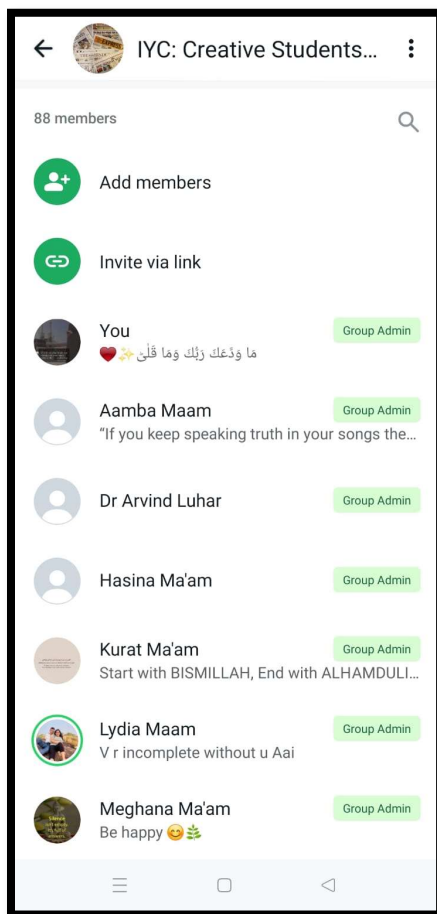 IYC: Creative Students...
88 members
Add members
Invite via link
You
Group Admin
مَا وَدَّعَكَ رَبُّكَ وَمَا قَلَىٰ ✨❤️
Aamba Maam
Group Admin
“If you keep speaking truth in your songs the...
Dr Arvind Luhar
Group Admin
Hasina Ma'am
Group Admin
Kurat Ma'am
Group Admin
Start with BISMILLAH, End with ALHAMDULI...
Lydia Maam
Group Admin
V r incomplete without u Aai
Meghana Ma'am
Group Admin
Be happy 😊🌿